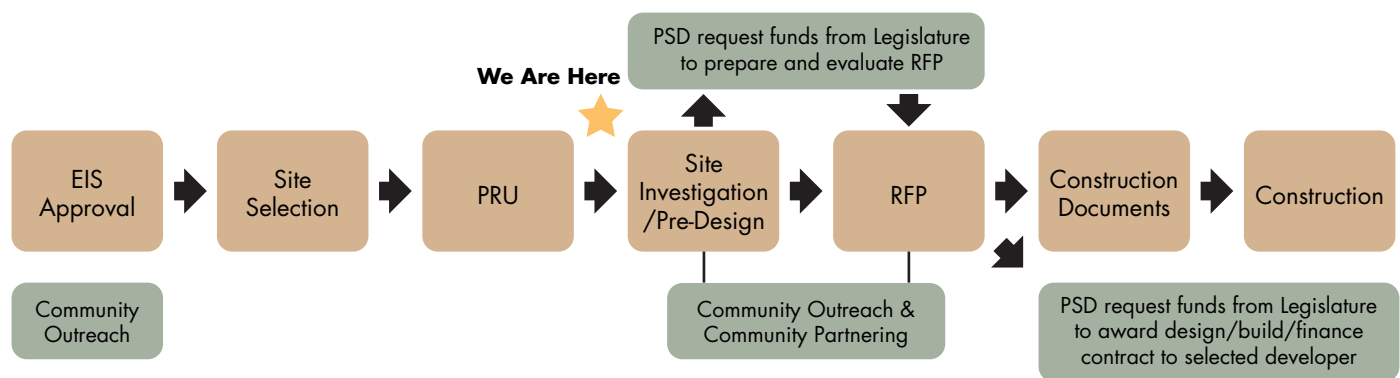 PSD request funds from Legislature
to prepare and evaluate RFP
We Are Here
EIS
Approval
Site
Selection
PRU
Site
Investigation
/Pre-Design
RFP
Construction
Documents
Construction
Community
Outreach
Community Outreach &
Community Partnering
PSD request funds from Legislature
to award design/build/finance
contract to selected developer